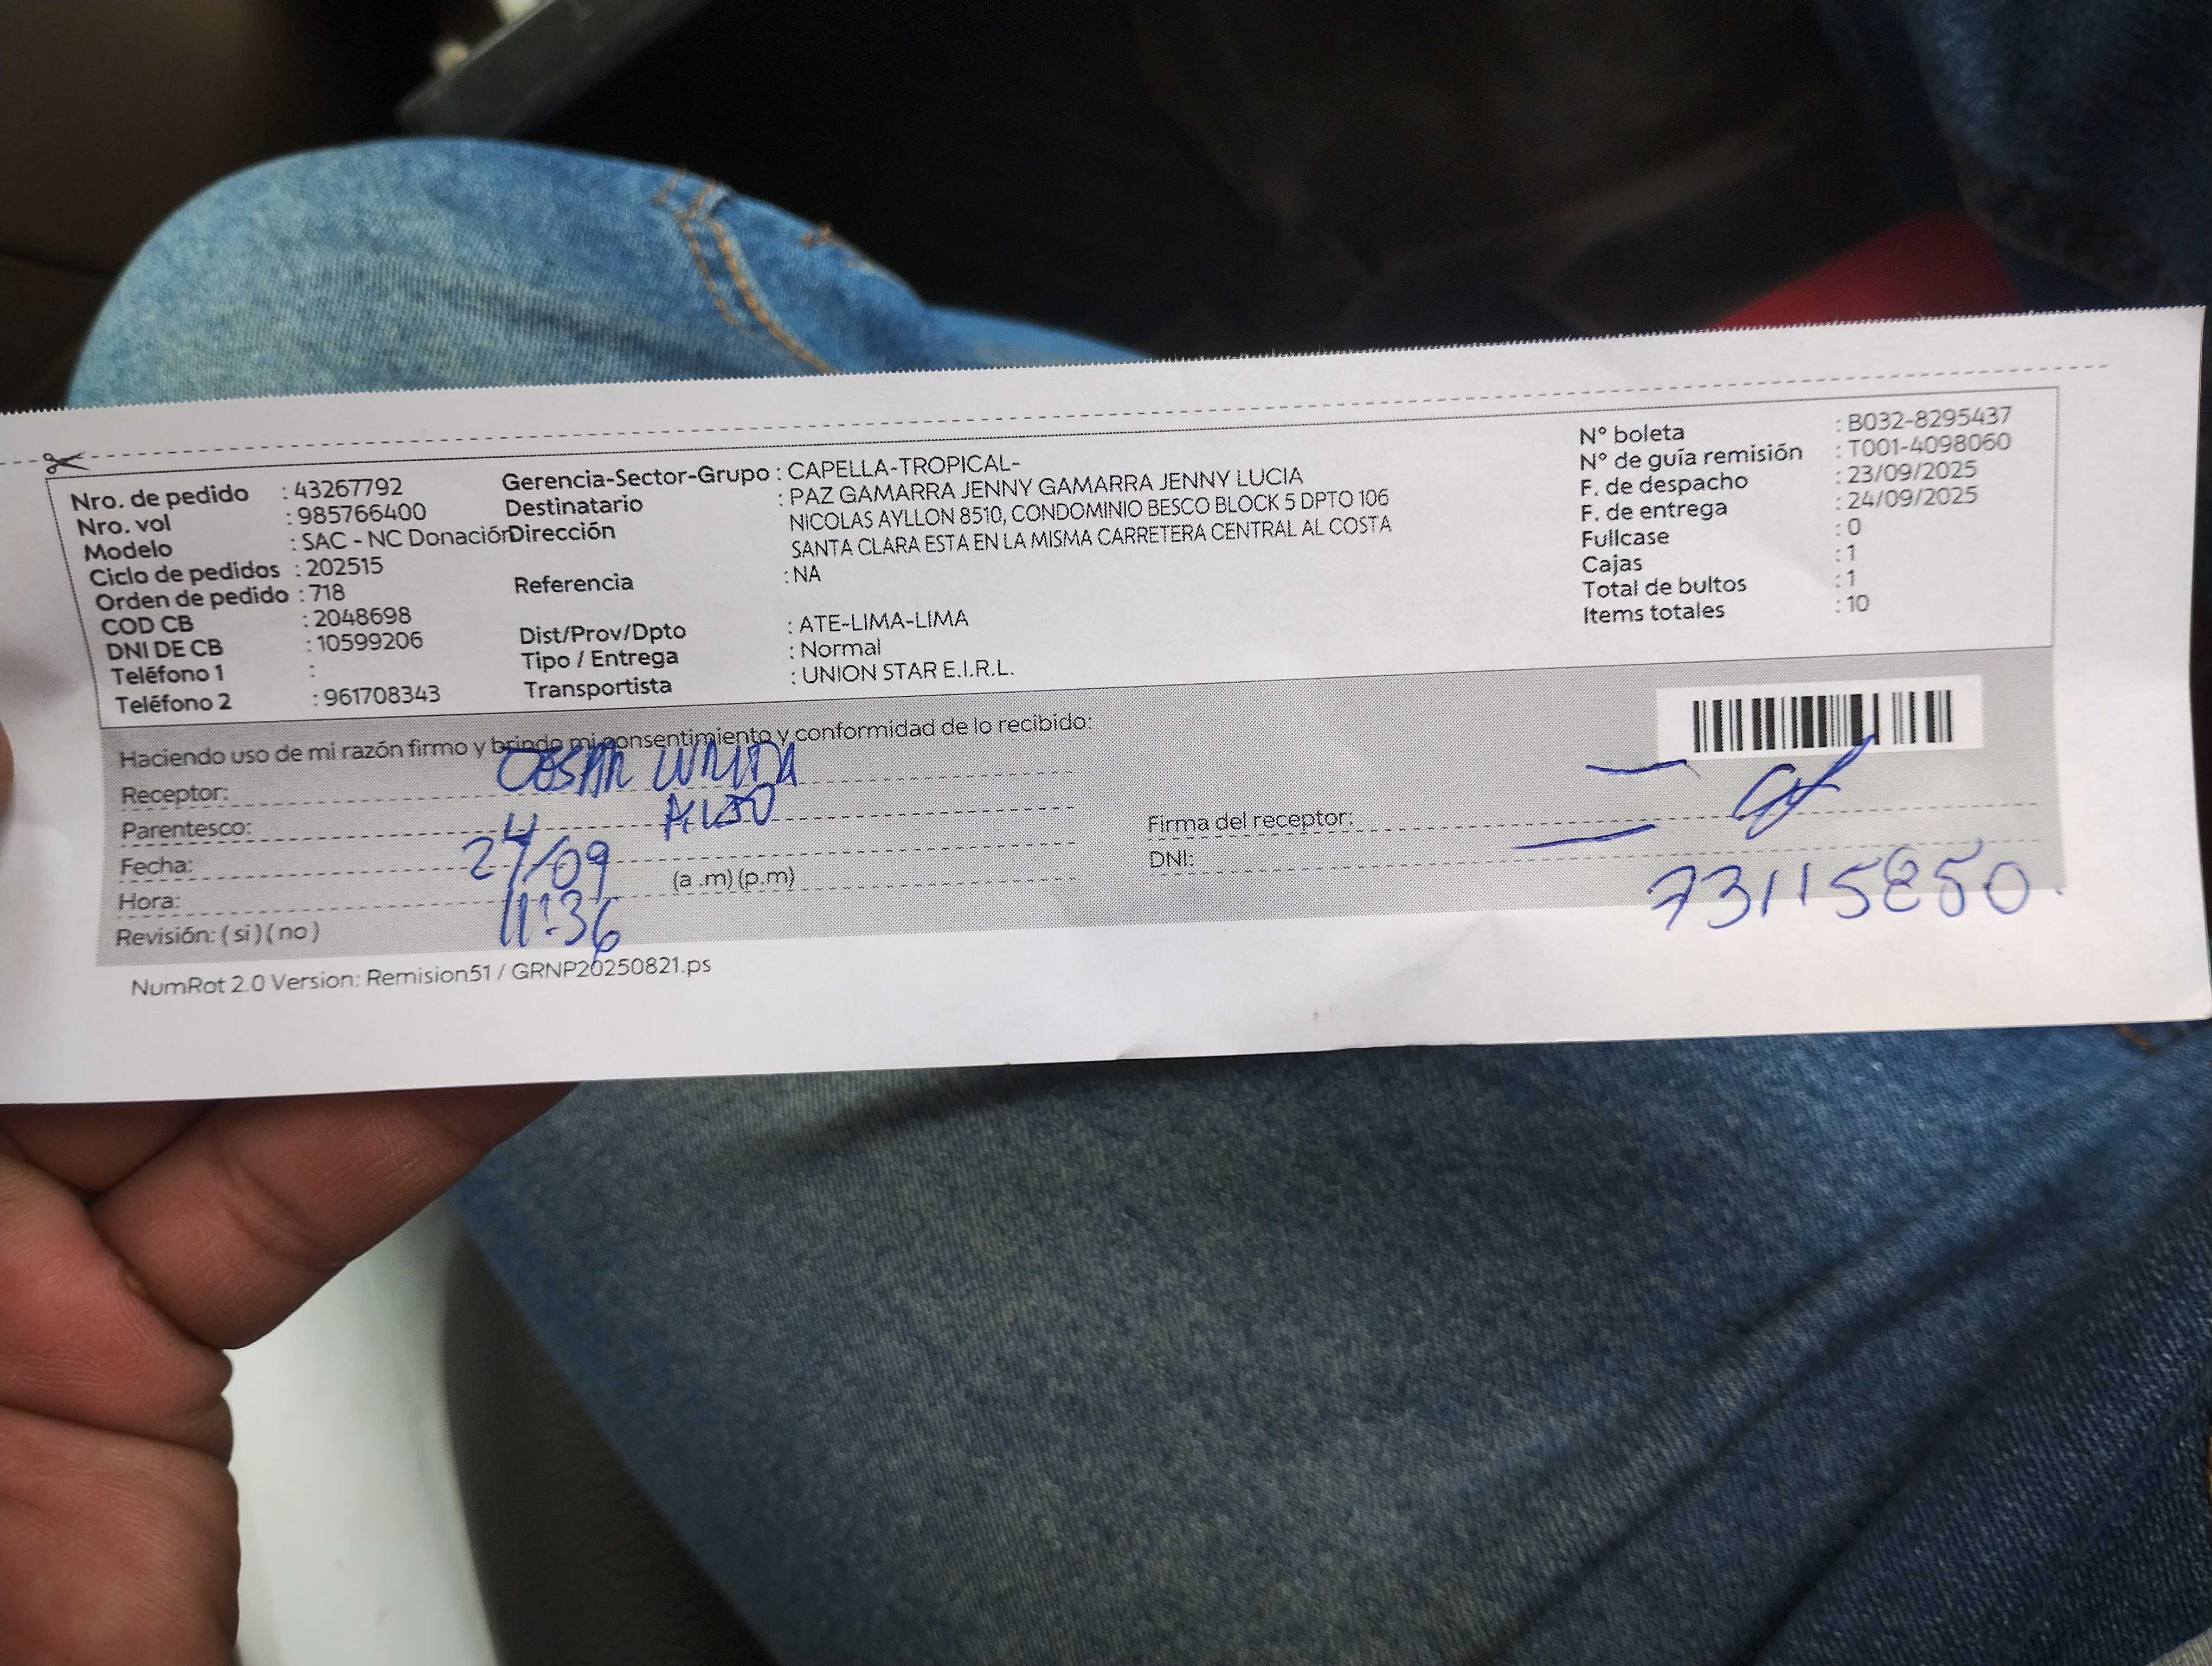 Nro. de pedido : 43267792
Nro. vol : 985766400
Modelo : SAC - NC Donación
Ciclo de pedidos : 202515
Orden de pedido : 718
COD CB : 2048698
DNI DE CB : 10599206
Teléfono 1 :
Teléfono 2 : 961708343
Gerencia-Sector-Grupo : CAPELLA-TROPICAL-
Destinatario : PAZ GAMARRA JENNY GAMARRA JENNY LUCIA
Dirección NICOLAS AYLLON 8510, CONDOMINIO BESCO BLOCK 5 DPTO 106
SANTA CLARA ESTA EN LA MISMA CARRETERA CENTRAL AL COSTA
Referencia : NA
Dist/Prov/Dpto : ATE-LIMA-LIMA
Tipo / Entrega : Normal
Transportista : UNION STAR E.I.R.L.
N° boleta : B032-8295437
N° de guía remisión : T001-4098060
F. de despacho : 23/09/2025
F. de entrega : 24/09/2025
Fullcase : 0
Cajas : 1
Total de bultos : 1
Items totales : 10
Haciendo uso de mi razón firmo y brindo mi consentimiento y conformidad de lo recibido:
Receptor:
Parentesco:
Fecha: 24/09
Hora: 11:36 (a .m) (p.m)
Revisión: ( si ) ( no )
Firma del receptor:
DNI: 73115850
NumRot 2.0 Version: Remision51 / GRNP20250821.ps